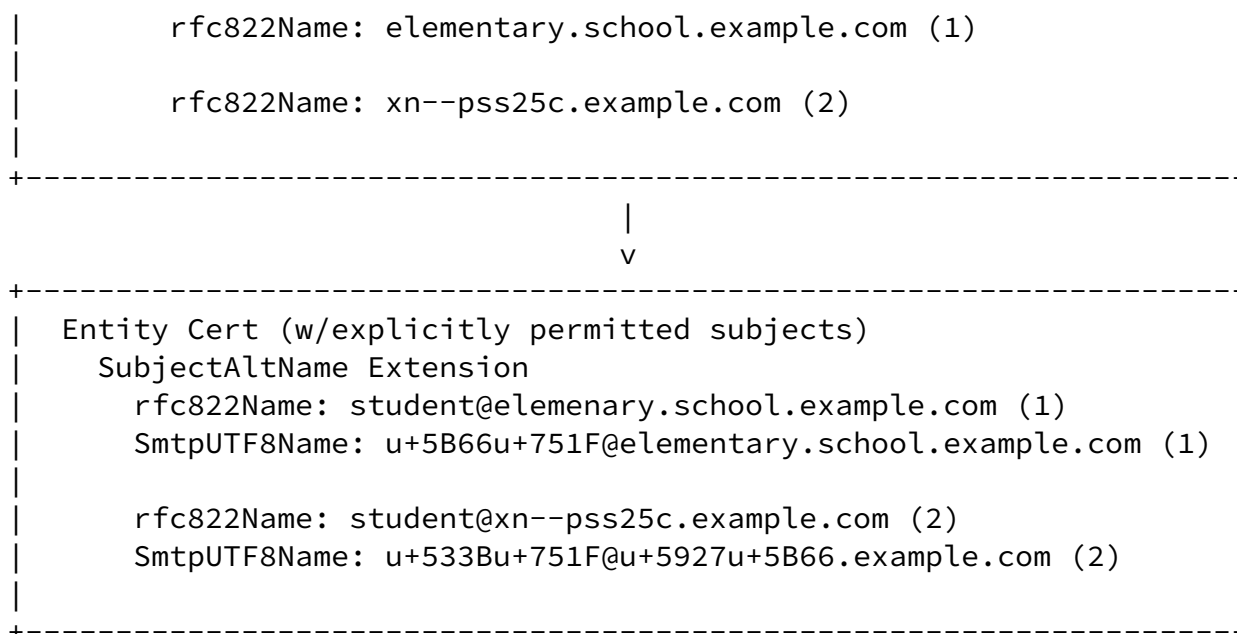 |        rfc822Name: elementary.school.example.com (1)
|
|        rfc822Name: xn--pss25c.example.com (2)
|
+-------------------------------------------------------------------
|
v
+-------------------------------------------------------------------
|  Entity Cert (w/explicitly permitted subjects)
|    SubjectAltName Extension
|      rfc822Name: student@elemenary.school.example.com (1)
|      SmtpUTF8Name: u+5B66u+751F@elementary.school.example.com (1)
|
|      rfc822Name: student@xn--pss25c.example.com (2)
|      SmtpUTF8Name: u+533Bu+751F@u+5927u+5B66.example.com (2)
|
+-------------------------------------------------------------------